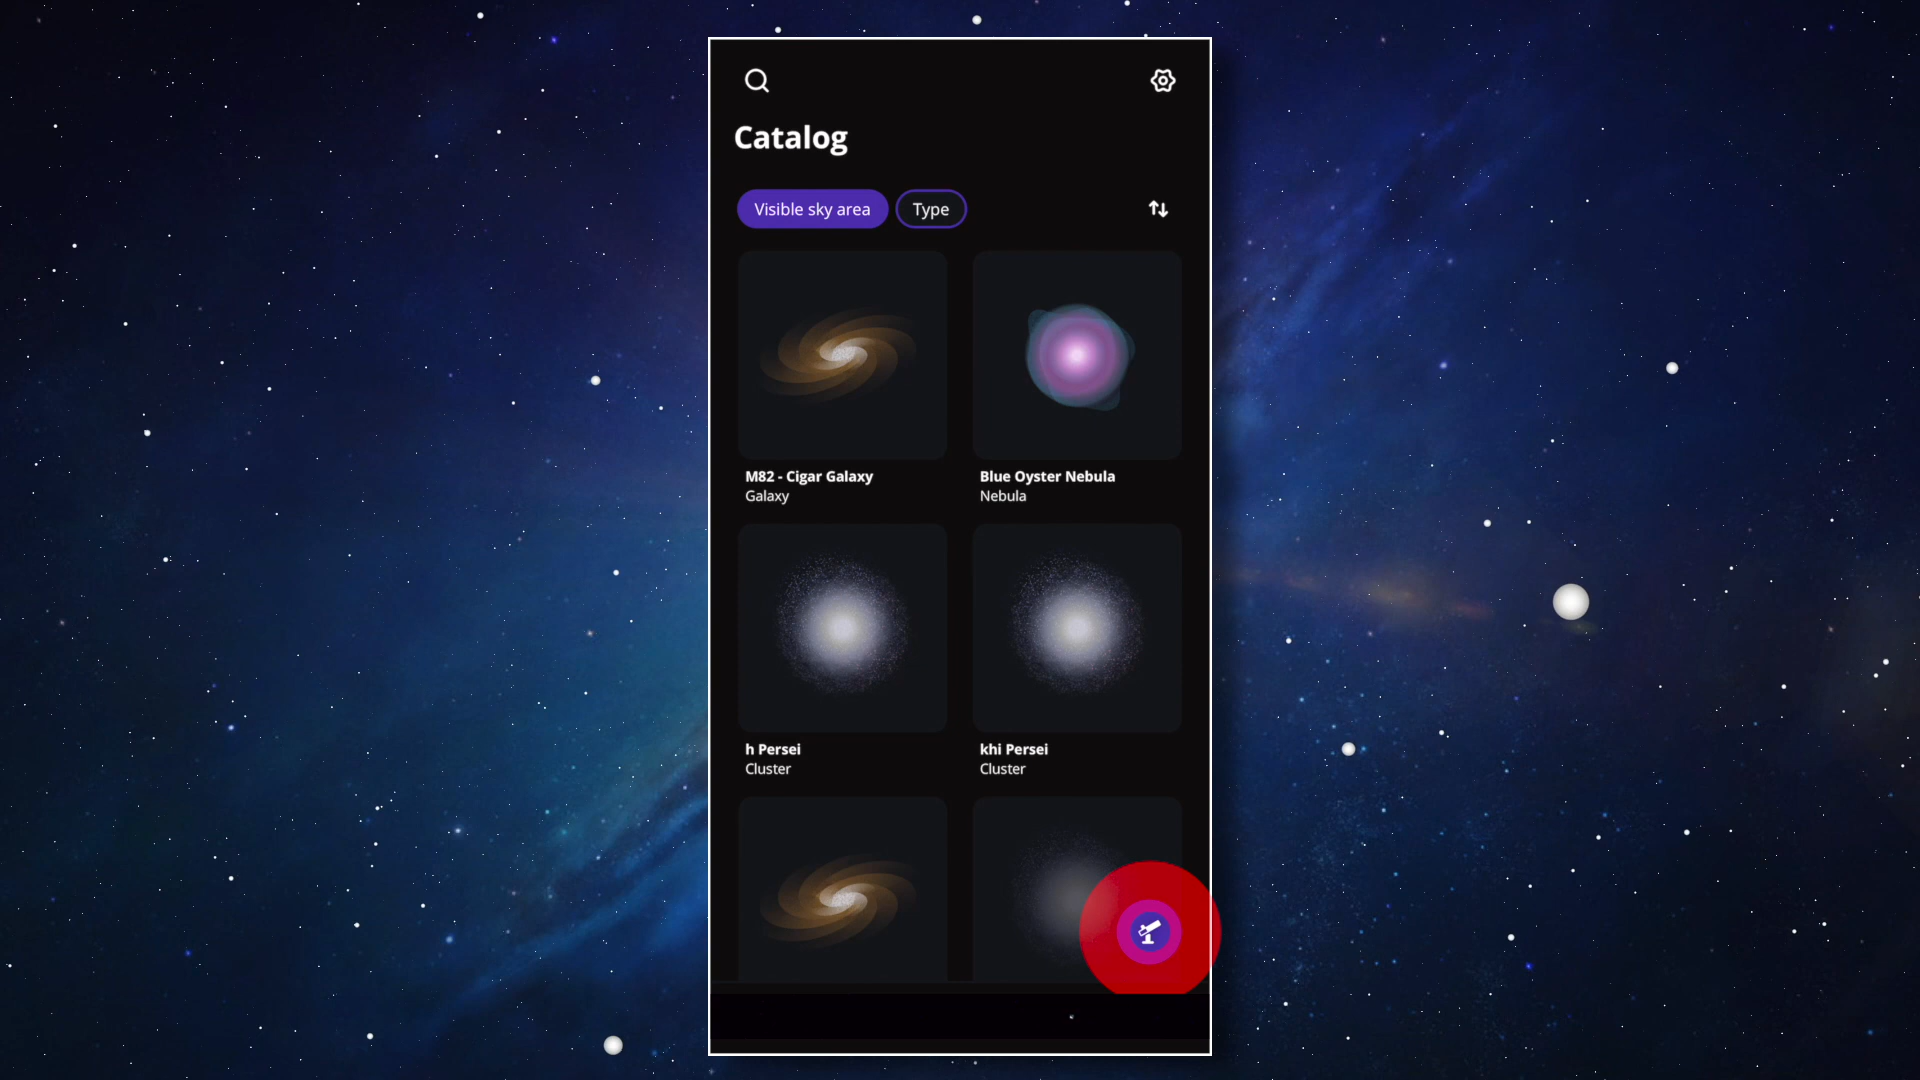 Catalog
Visible sky area
Type
M82 - Cigar Galaxy
Galaxy
Blue Oyster Nebula
Nebula
h Persei
Cluster
khi Persei
Cluster